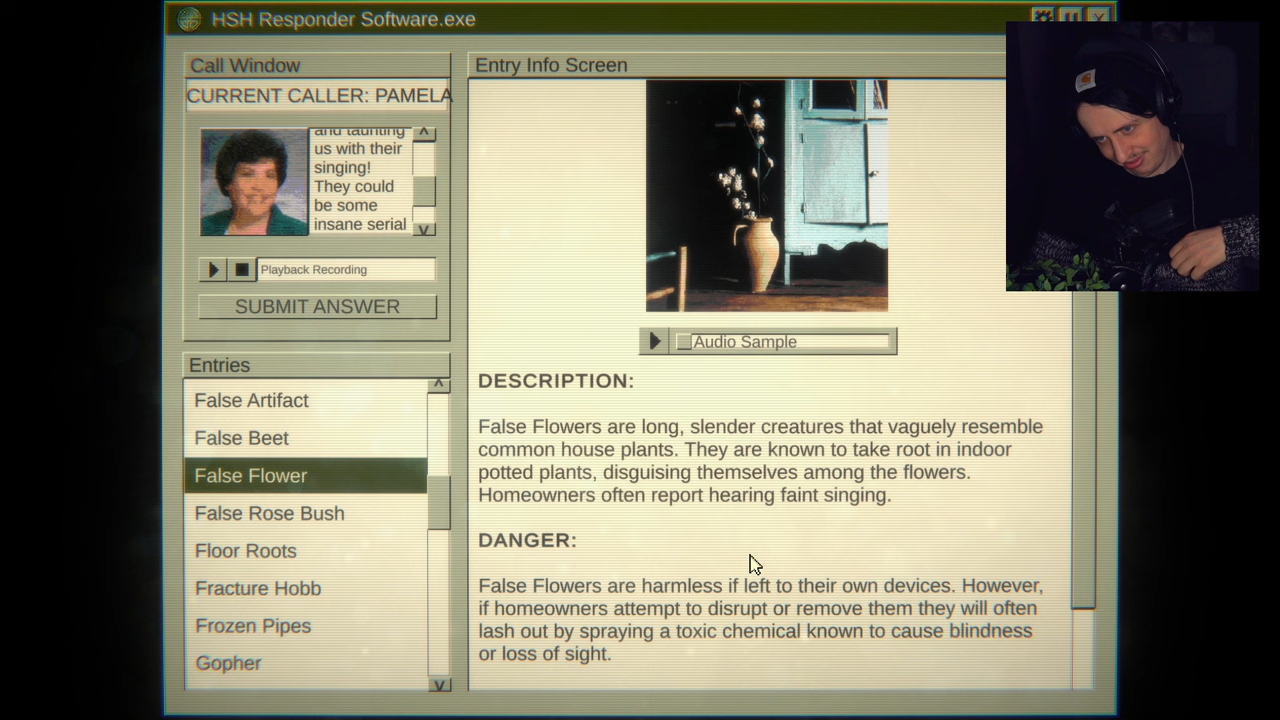 HSH Responder Software.exe
X
Call Window
CURRENT CALLER: PAMELA
and taunting
us with their
singing!
They could
be some
insane serial
Playback Recording
SUBMIT ANSWER
Entries
False Artifact
False Beet
False Flower
False Rose Bush
Floor Roots
Fracture Hobb
Frozen Pipes
Gopher
Entry Info Screen
Audio Sample
DESCRIPTION:
False Flowers are long, slender creatures that vaguely resemble
common house plants. They are known to take root in indoor
potted plants, disguising themselves among the flowers.
Homeowners often report hearing faint singing.
DANGER:
False Flowers are harmless if left to their own devices. However,
if homeowners attempt to disrupt or remove them they will often
lash out by spraying a toxic chemical known to cause blindness
or loss of sight.